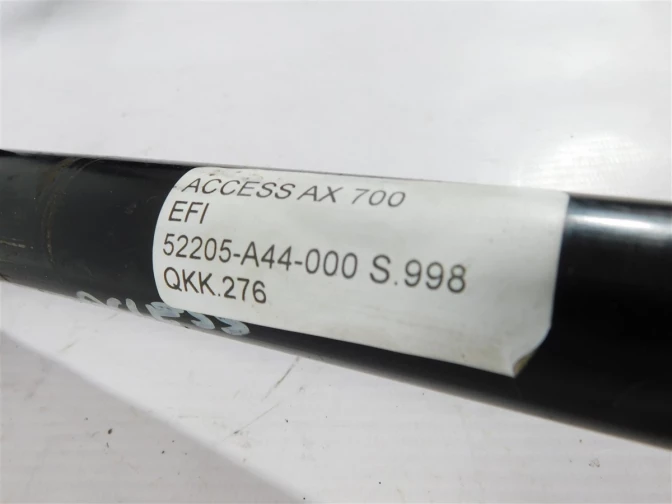 ACCESS AX 700
EFI
52205-A44-000 S.998
QKK.276